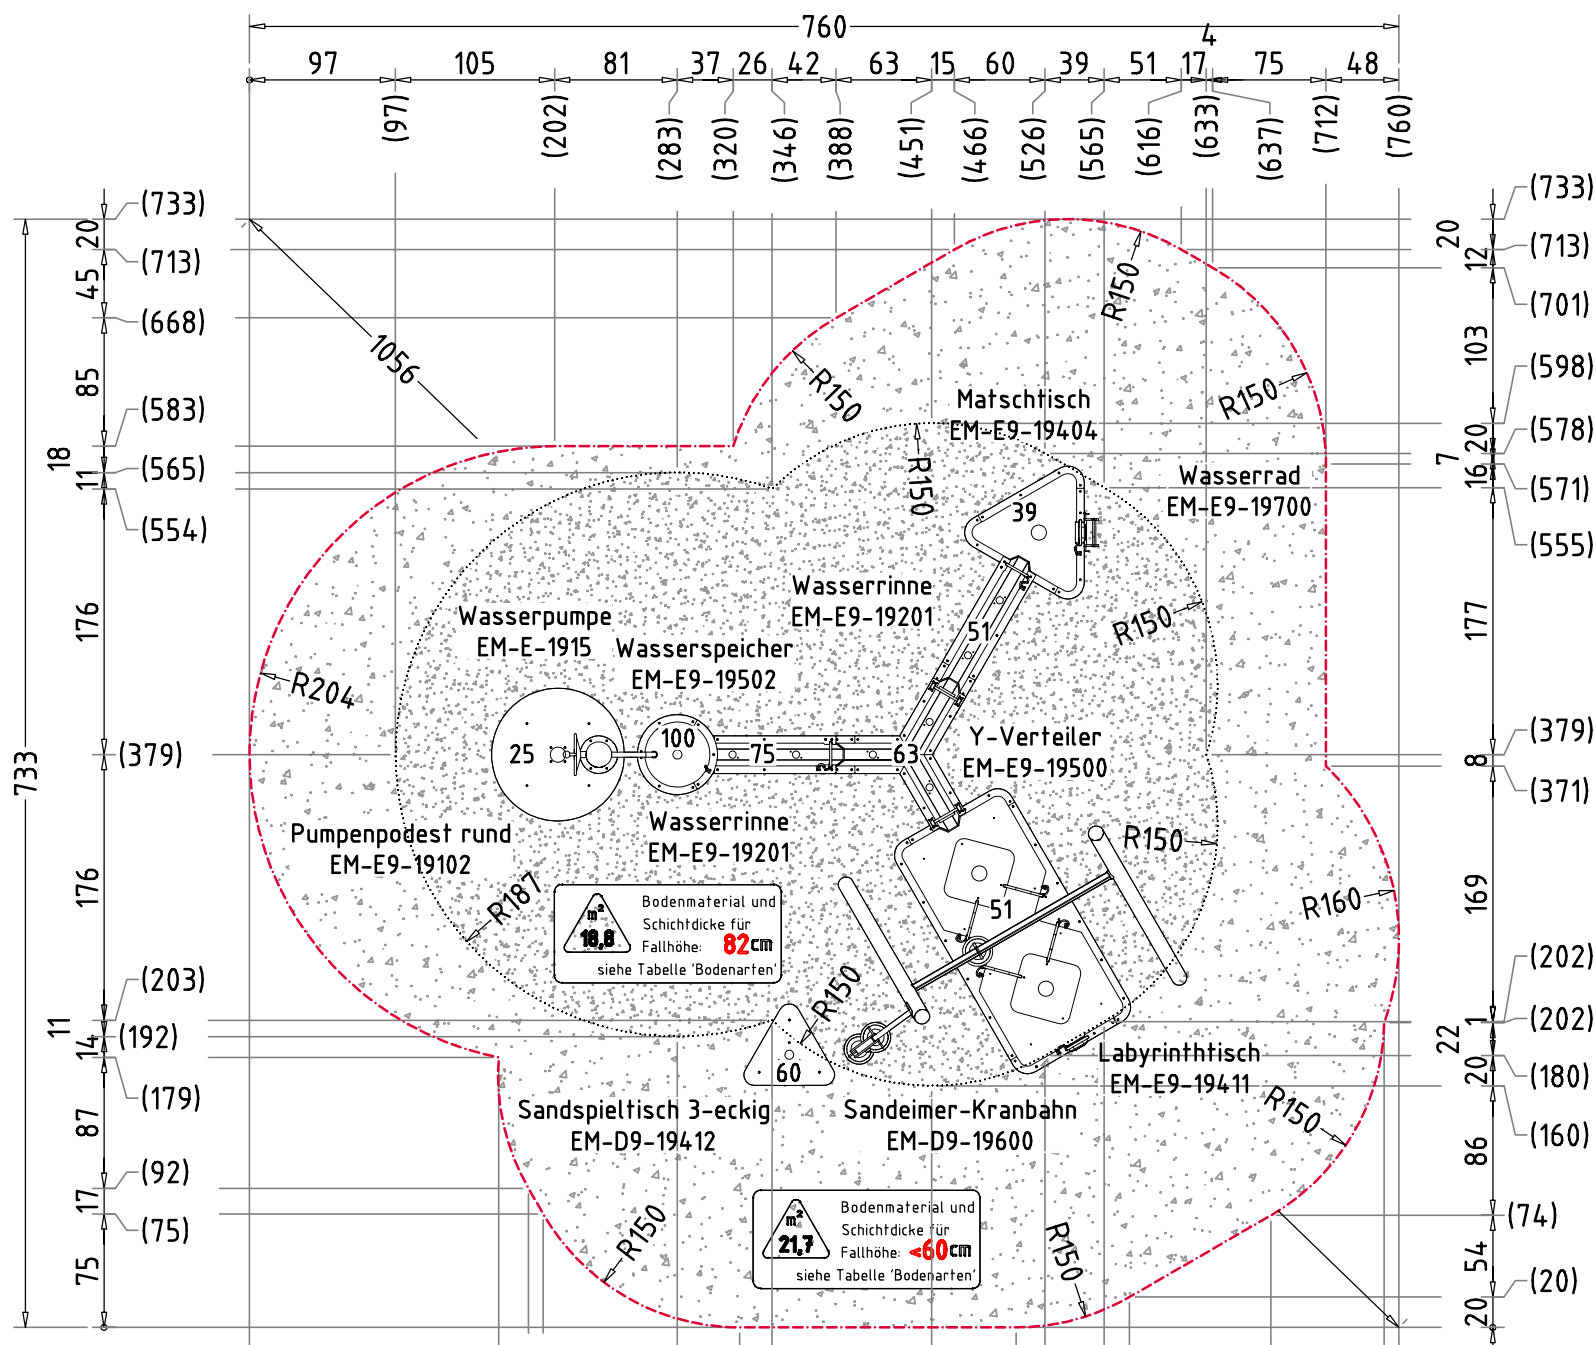 760
4
97 105 81 37 26 42 63 15 60 39 51 17 75 48
(97) (202) (283) (320) (346) (388) (451) (466) (526) (565) (616) (633) (637) (712) (760)
733
20
45
85
18
11
176
176
11
14
87
17
75
(733)
(713)
(668)
(583)
(565)
(554)
(379)
(203)
(192)
(179)
(92)
(75)
1056
R150
R150
R150
R150
R204
R150
R187
R150
R150
R160
R150
R150
R150
Matschtisch
EM-E9-19404
Wasserrad
EM-E9-19700
39
Wasserrinne
EM-E9-19201
51
Wasserpumpe
EM-E-1915
Wasserspeicher
EM-E9-19502
25
100
75
63
Y-Verteiler
EM-E9-19500
Pumpenpodest rund
EM-E9-19102
Wasserrinne
EM-E9-19201
51
m²
18,8
Bodenmaterial und
Schichtdicke für
Fallhöhe: 82cm
siehe Tabelle 'Bodenarten'
60
Labyrinthtisch
EM-E9-19411
Sandspieltisch 3-eckig
EM-D9-19412
Sandeimer-Kranbahn
EM-D9-19600
m²
21,7
Bodenmaterial und
Schichtdicke für
Fallhöhe: <60cm
siehe Tabelle 'Bodenarten'
20
12
103
20
7
16
177
8
169
1
22
20
86
54
20
(733)
(713)
(701)
(598)
(578)
(571)
(555)
(379)
(371)
(202)
(202)
(180)
(160)
(74)
(20)